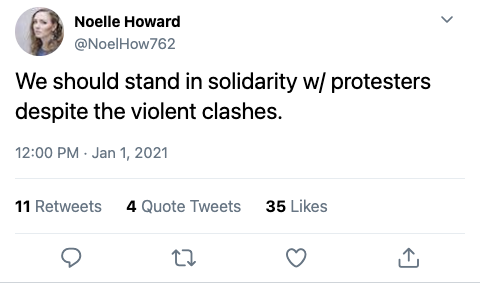 Noelle Howard
@NoelHow762
We should stand in solidarity w/ protesters
despite the violent clashes.
12:00 PM · Jan 1, 2021
11 Retweets 4 Quote Tweets 35 Likes